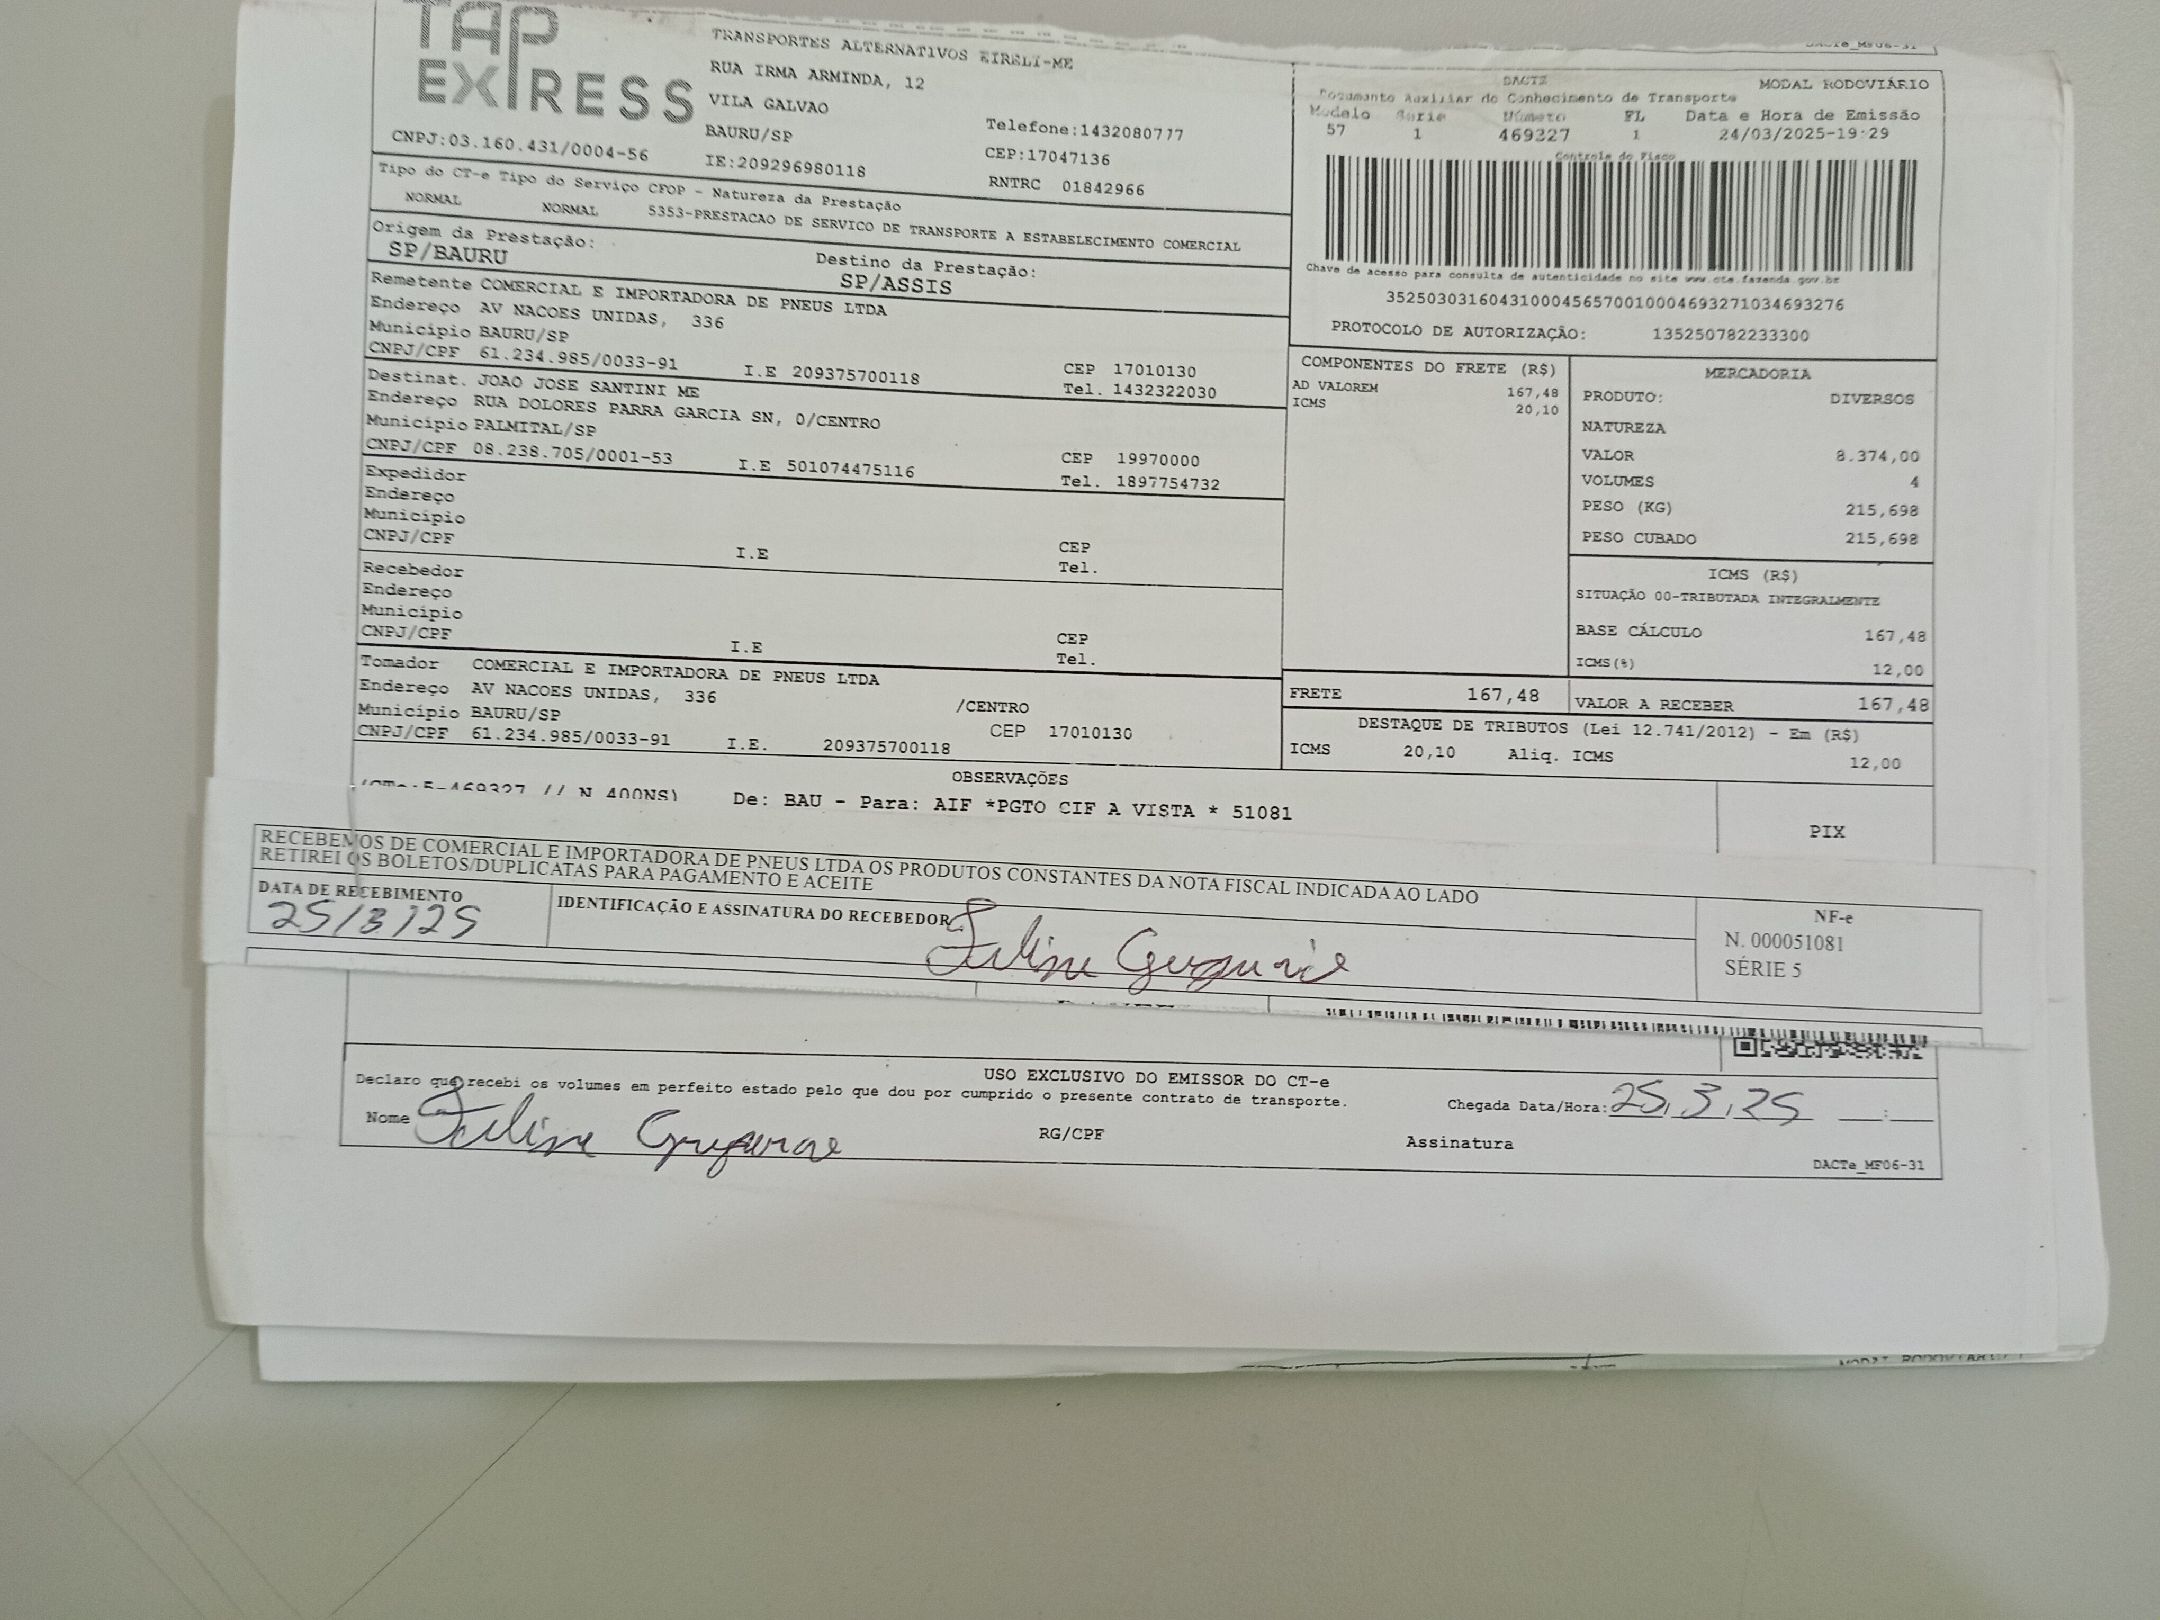 TAP
EXPRESS
CNPJ:03.160.431/0004-56
TRANSPORTES ALTERNATIVOS EIRELI-ME
RUA IRMA ARMINDA, 12
VILA GALVAO
BAURU/SP
IE:209296980118
Telefone:1432080777
CEP:17047136
RNTRC 01842966
DACTE_MF06-31
DACTE
MODAL RODOVIÁRIO
Documento Auxiliar do Conhecimento de Transporte
Modelo Serie Número FL Data e Hora de Emissão
57 1 469327 1 24/03/2025-19:29
Controle do Fisco
Chave de acesso para consulta de autenticidade no site www.cte.fazenda.gov.br
35250303160431000456570010004693271034693276
PROTOCOLO DE AUTORIZAÇÃO: 135250782233300
Tipo do CT-e Tipo do Serviço CFOP - Natureza da Prestação
NORMAL NORMAL 5353-PRESTACAO DE SERVICO DE TRANSPORTE A ESTABELECIMENTO COMERCIAL
Origem da Prestação: Destino da Prestação:
SP/BAURU SP/ASSIS
Remetente COMERCIAL E IMPORTADORA DE PNEUS LTDA
Endereço AV NACOES UNIDAS, 336
Município BAURU/SP CEP 17010130
CNPJ/CPF 61.234.985/0033-91 I.E 209375700118 Tel. 1432322030
Destinat. JOAO JOSE SANTINI ME
Endereço RUA DOLORES PARRA GARCIA SN, 0/CENTRO
Município PALMITAL/SP CEP 19970000
CNPJ/CPF 08.238.705/0001-53 I.E 501074475116 Tel. 1897754732
Expedidor
Endereço
Município CEP
CNPJ/CPF I.E Tel.
Recebedor
Endereço
Município CEP
CNPJ/CPF I.E Tel.
Tomador COMERCIAL E IMPORTADORA DE PNEUS LTDA
Endereço AV NACOES UNIDAS, 336 /CENTRO
Município BAURU/SP CEP 17010130
CNPJ/CPF 61.234.985/0033-91 I.E. 209375700118
COMPONENTES DO FRETE (R$)
AD VALOREM 167,48
ICMS 20,10
MERCADORIA
PRODUTO: DIVERSOS
NATUREZA
VALOR 8.374,00
VOLUMES 4
PESO (KG) 215,698
PESO CUBADO 215,698
ICMS (R$)
SITUAÇÃO 00-TRIBUTADA INTEGRALMENTE
BASE CÁLCULO 167,48
ICMS(%) 12,00
FRETE 167,48 VALOR A RECEBER 167,48
DESTAQUE DE TRIBUTOS (Lei 12.741/2012) - Em (R$)
ICMS 20,10 Aliq. ICMS 12,00
OBSERVAÇÕES
De: BAU - Para: AIF *PGTO CIF A VISTA * 51081
PIX
RECEBEMOS DE COMERCIAL E IMPORTADORA DE PNEUS LTDA OS PRODUTOS CONSTANTES DA NOTA FISCAL INDICADA AO LADO
RETIREI OS BOLETOS/DUPLICATAS PARA PAGAMENTO E ACEITE
DATA DE RECEBIMENTO IDENTIFICAÇÃO E ASSINATURA DO RECEBEDOR
25/3/25
NF-e
N. 000051081
SÉRIE 5
USO EXCLUSIVO DO EMISSOR DO CT-e
Declaro que recebi os volumes em perfeito estado pelo que dou por cumprido o presente contrato de transporte. Chegada Data/Hora: 25,3,25 :
Nome RG/CPF Assinatura
DACTe_MF06-31